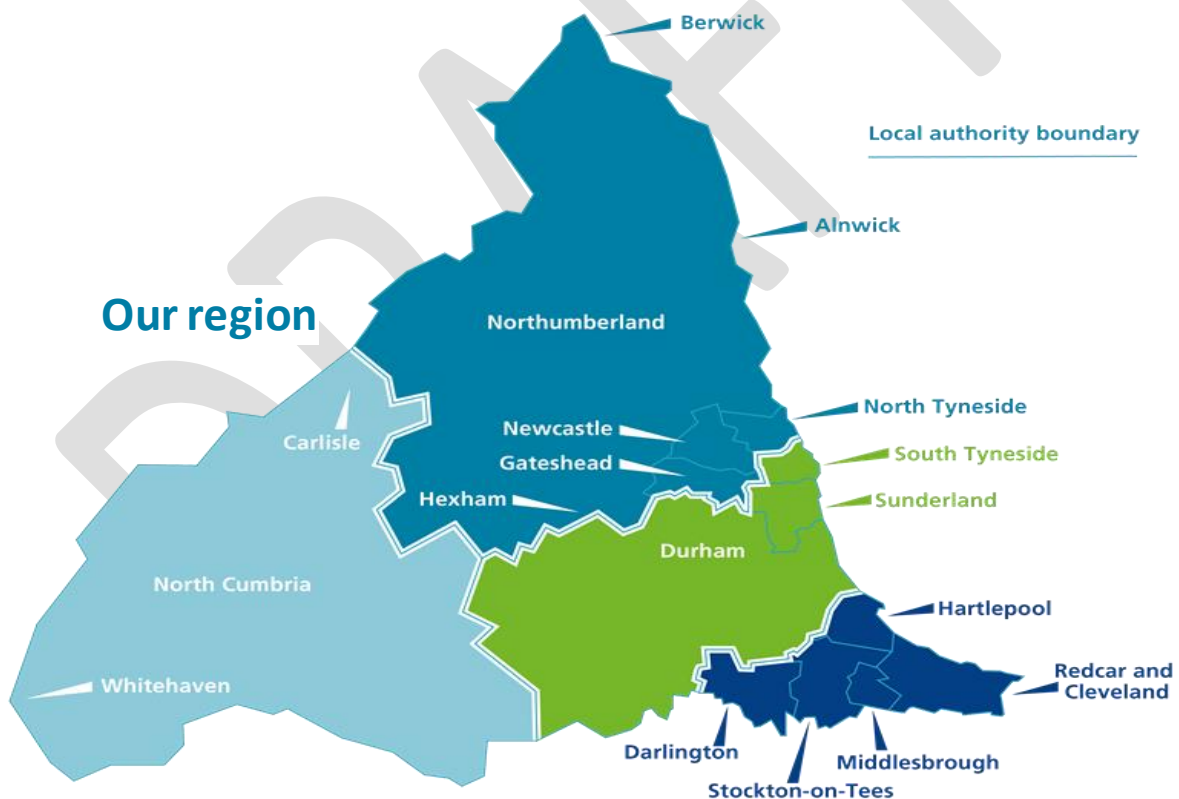 Berwick
Local authority boundary
Alnwick
Our region
Northumberland
North Tyneside
Newcastle
Carlisle
South Tyneside
Gateshead
Hexham
Sunderland
Durham
North Cumbria
Hartlepool
Whitehaven
Redcar and
Cleveland
Darlington
Middlesbrough
Stockton-on-Tees
DRAFT